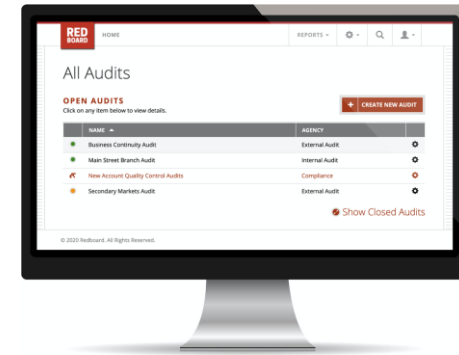 RED
BOARD
HOME
REPORTS
All Audits
OPEN AUDITS
Click on any item below to view details.
+ CREATE NEW AUDIT
NAME
AGENCY
Business Continuity Audit
External Audit
Main Street Branch Audit
Internal Audit
New Account Quality Control Audits
Compliance
Secondary Markets Audit
External Audit
Show Closed Audits
© 2020 Redboard. All Rights Reserved.